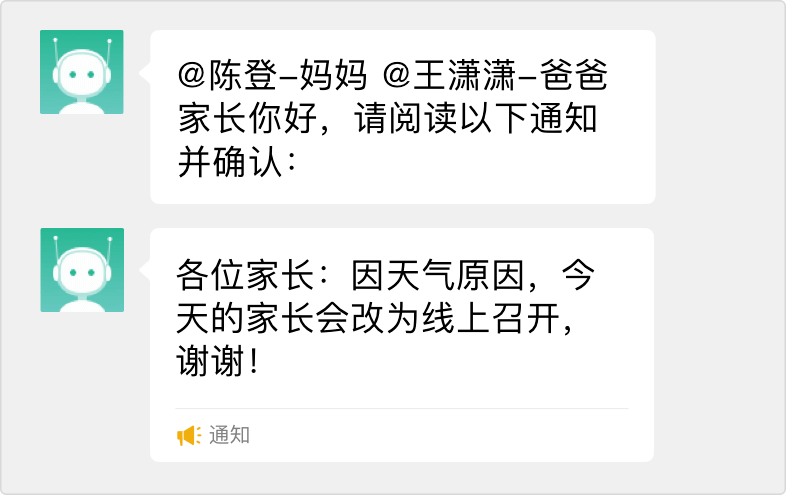 @陈登-妈妈 @王潇潇-爸爸
家长你好，请阅读以下通知
并确认：
各位家长：因天气原因，今
天的家长会改为线上召开，
谢谢！
通知